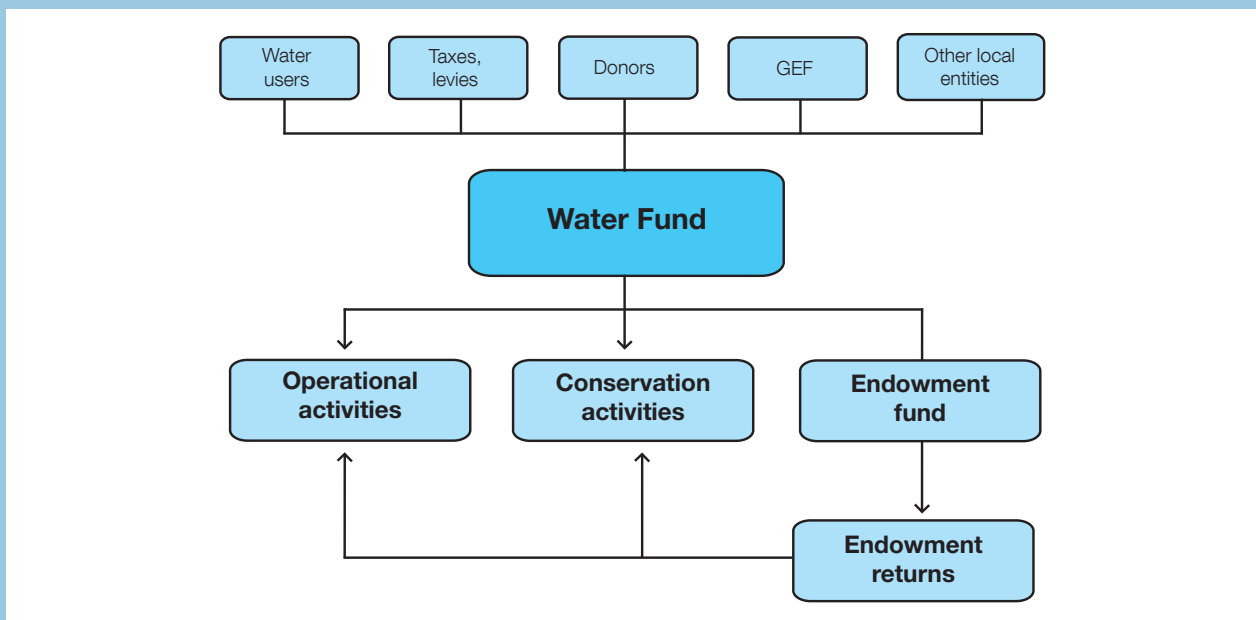 Water
users
Taxes,
levies
Donors
GEF
Other local
entities
Water Fund
Operational
activities
Conservation
activities
Endowment
fund
Endowment
returns